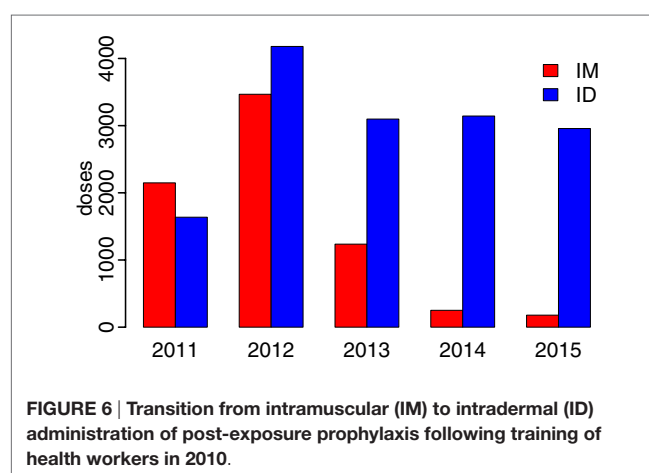 4000
3000
2000
1000
0
doses
IM
ID
2011 2012 2013 2014 2015
FIGURE 6 | Transition from intramuscular (IM) to intradermal (ID)
administration of post-exposure prophylaxis following training of
health workers in 2010.